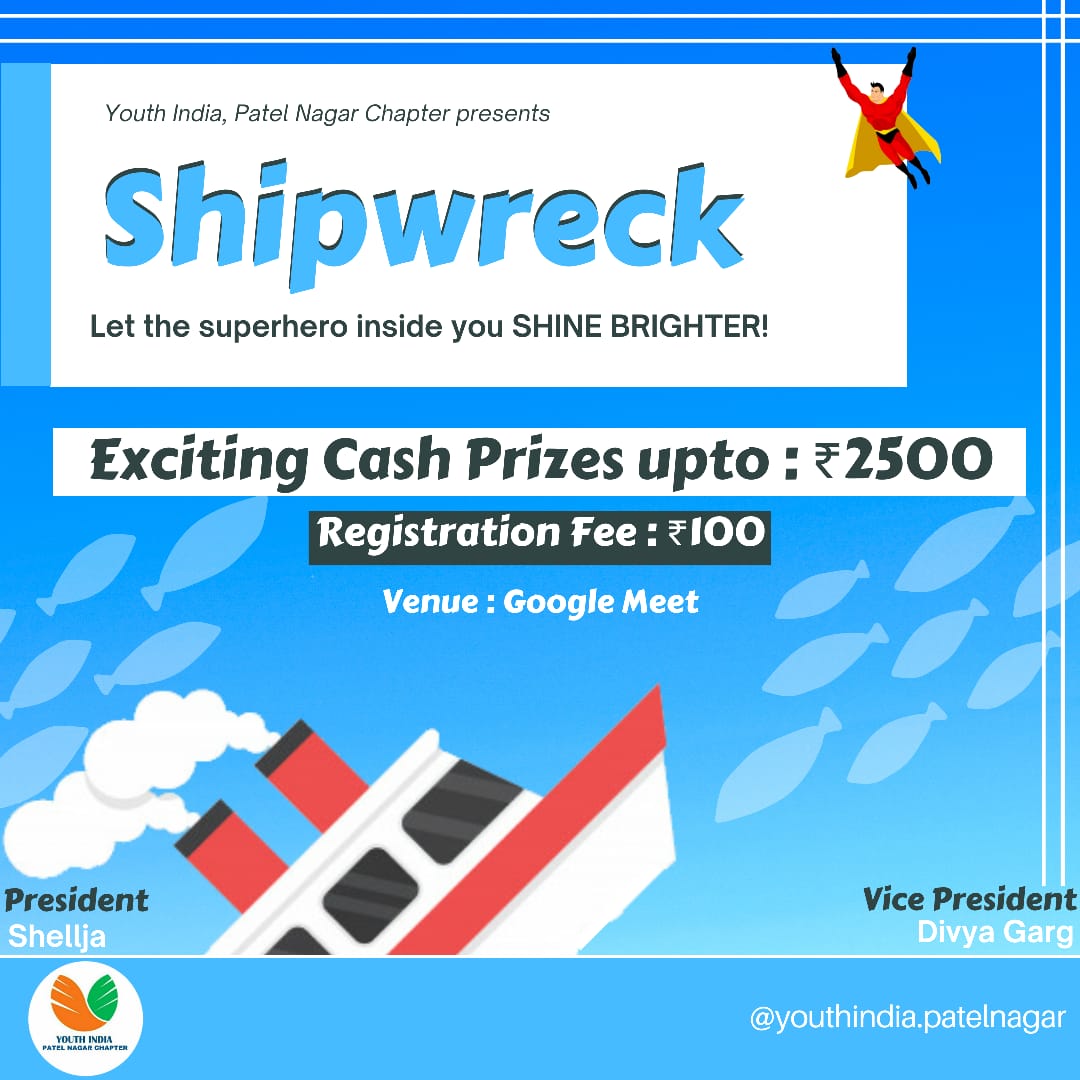 Youth India, Patel Nagar Chapter presents
Shipwreck
Let the superhero inside you SHINE BRIGHTER!
Exciting Cash Prizes upto : ₹2500
Registration Fee : ₹100
Venue : Google Meet
President
Shellja
Vice President
Divya Garg
YOUTH INDIA
PATEL NAGAR CHAPTER
@youthindia.patelnagar